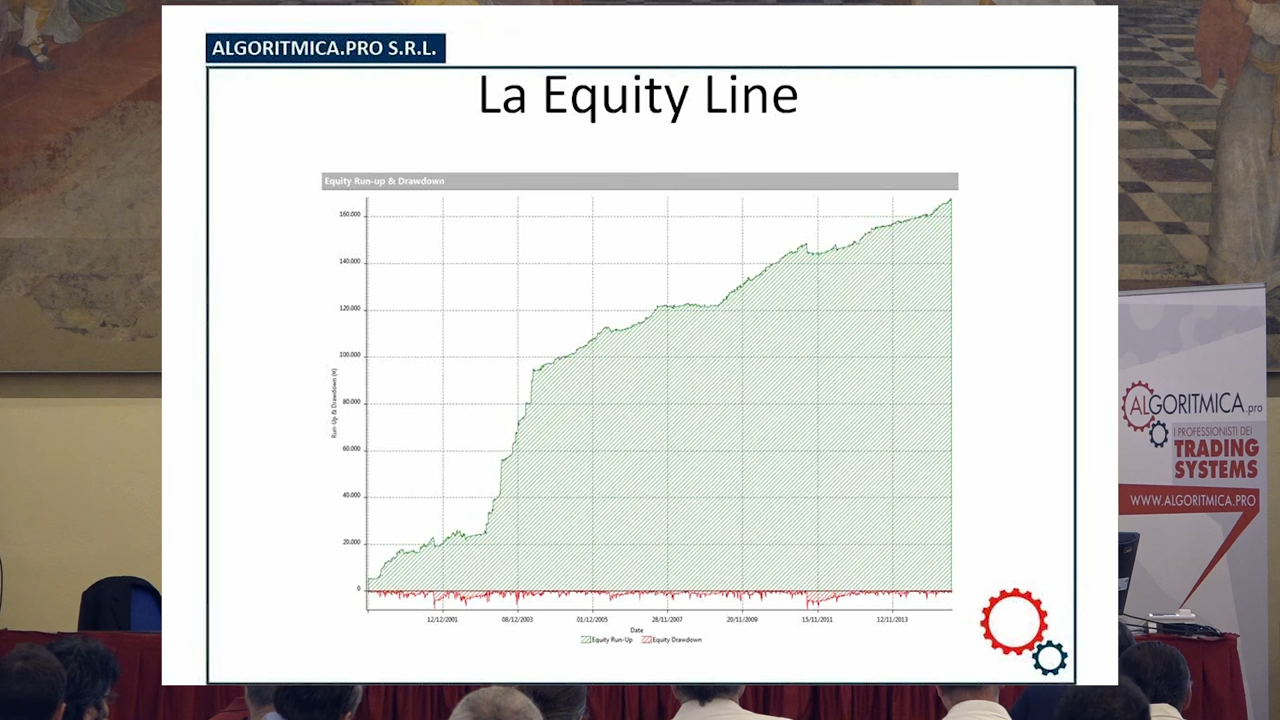 ALGORITMICA.PRO S.R.L.
La Equity Line
Equity Run-up & Drawdown
160.000
140.000
120.000
100.000
80.000
60.000
40.000
20.000
0
Run-Up & Drawdown (¤)
12/12/2001
08/12/2003
01/12/2005
28/11/2007
20/11/2009
15/11/2011
12/11/2013
Date
Equity Run-Up
Equity Drawdown
ALGORITMICA.pro
I PROFESSIONISTI DEI
TRADING
SYSTEMS
WWW.ALGORITMICA.PRO